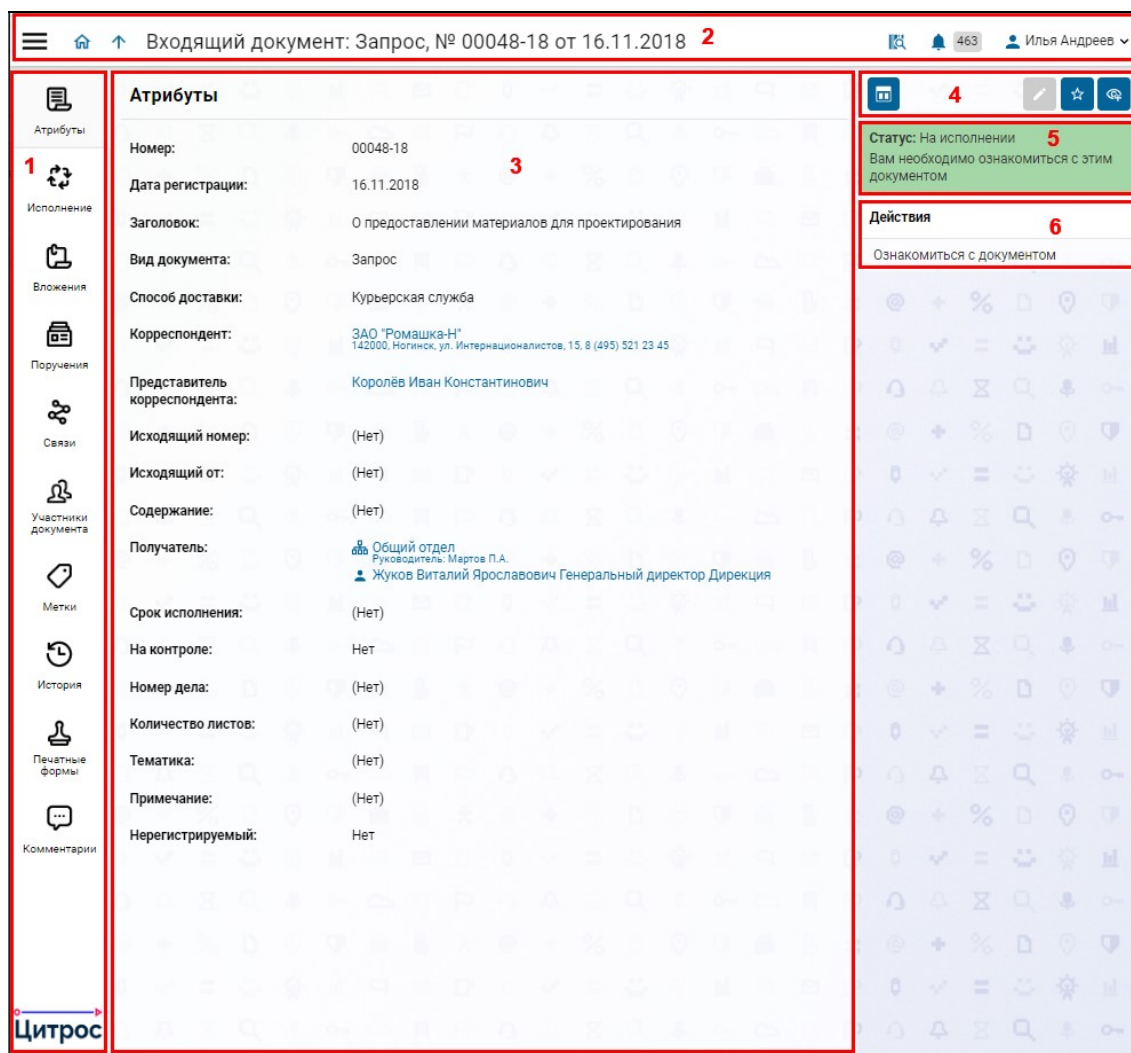 Входящий документ: Запрос, № 00048-18 от 16.11.2018 2
463
Илья Андреев
1
Атрибуты
Исполнение
Вложения
Поручения
Связи
Участники
документа
Метки
История
Печатные
формы
Комментарии
Цитрос
Атрибуты
3
Номер: 00048-18
Дата регистрации: 16.11.2018
Заголовок: О предоставлении материалов для проектирования
Вид документа: Запрос
Способ доставки: Курьерская служба
Корреспондент: ЗАО "Ромашка-Н"
142000, Ногинск, ул. Интернационалистов, 15, 8 (495) 521 23 45
Представитель Королёв Иван Константинович
корреспондента:
Исходящий номер: (Нет)
Исходящий от: (Нет)
Содержание: (Нет)
Получатель: Общий отдел
Руководитель: Мартов П.А.
Жуков Виталий Ярославович Генеральный директор Дирекция
Срок исполнения: (Нет)
На контроле: Нет
Номер дела: (Нет)
Количество листов: (Нет)
Тематика: (Нет)
Примечание: (Нет)
Нерегистрируемый: Нет
4
Статус: На исполнении 5
Вам необходимо ознакомиться с этим
документом
Действия 6
Ознакомиться с документом